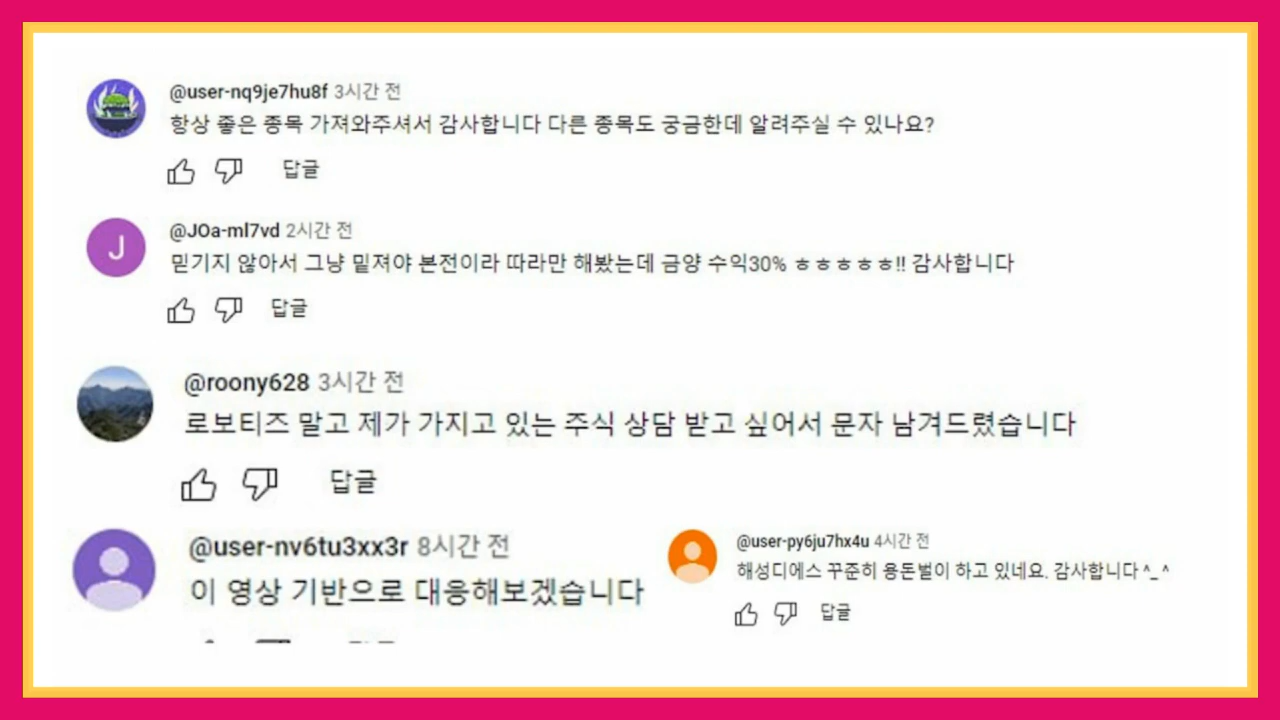 @user-nq9je7hu8f 3시간 전
항상 좋은 종목 가져와주셔서 감사합니다 다른 종목도 궁금한데 알려주실 수 있나요?
답글
J
@JOa-ml7vd 2시간 전
믿기지 않아서 그냥 밑져야 본전이라 따라만 해봤는데 금양 수익30% ㅎㅎㅎㅎㅎ!! 감사합니다
답글
@roony628 3시간 전
로보티즈 말고 제가 가지고 있는 주식 상담 받고 싶어서 문자 남겨드렸습니다
답글
@user-nv6tu3xx3r 8시간 전
이 영상 기반으로 대응해보겠습니다
@user-py6ju7hx4u 4시간 전
해성디에스 꾸준히 용돈벌이 하고 있네요. 감사합니다 ^_^
답글